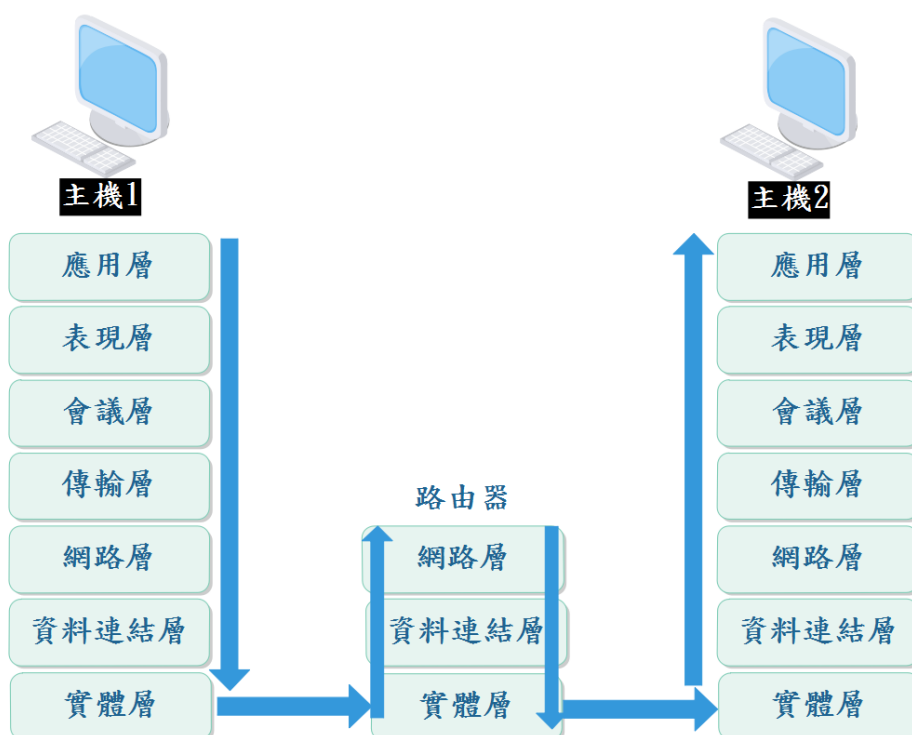 主機1
應用層
表現層
會議層
傳輸層
網路層
資料連結層
實體層
路由器
網路層
資料連結層
實體層
主機2
應用層
表現層
會議層
傳輸層
網路層
資料連結層
實體層